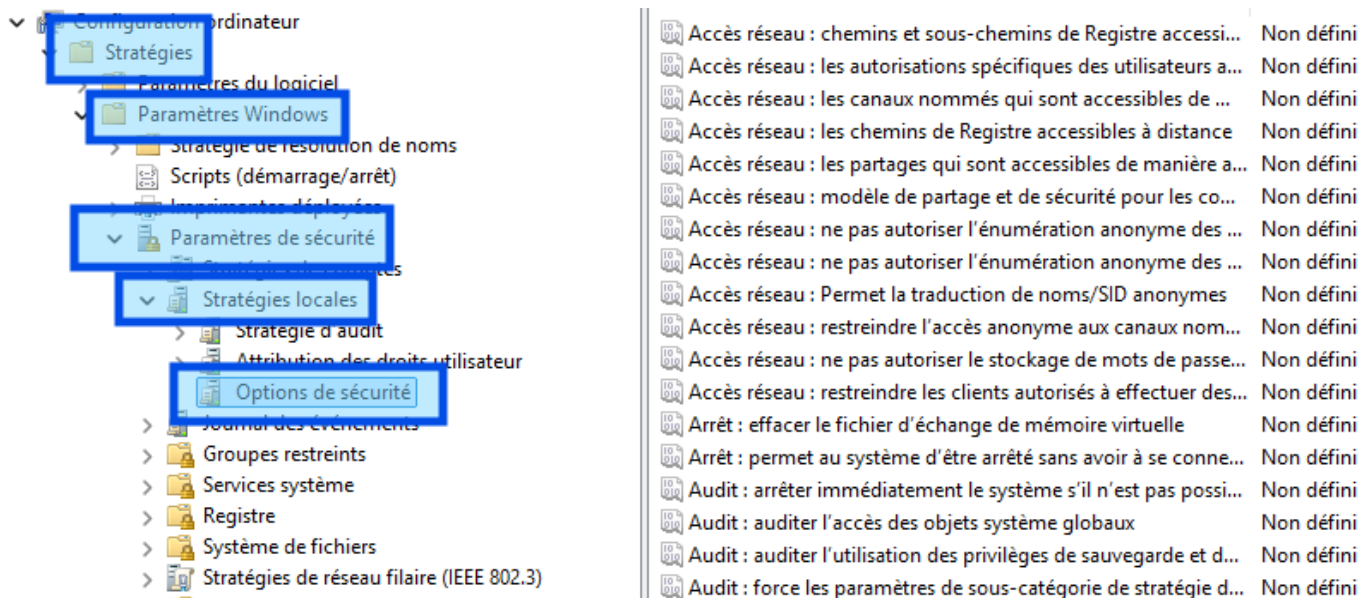 Configuration ordinateur
Stratégies
Paramètres du logiciel
Paramètres Windows
Stratégie de résolution de noms
Scripts (démarrage/arrêt)
Imprimantes déployées
Paramètres de sécurité
Stratégies de comptes
Stratégies locales
Stratégie d'audit
Attribution des droits utilisateur
Options de sécurité
Journal des événements
Groupes restreints
Services système
Registre
Système de fichiers
Stratégies de réseau filaire (IEEE 802.3)
Accès réseau : chemins et sous-chemins de Registre accessi... Non défini
Accès réseau : les autorisations spécifiques des utilisateurs a... Non défini
Accès réseau : les canaux nommés qui sont accessibles de ... Non défini
Accès réseau : les chemins de Registre accessibles à distance Non défini
Accès réseau : les partages qui sont accessibles de manière a... Non défini
Accès réseau : modèle de partage et de sécurité pour les co... Non défini
Accès réseau : ne pas autoriser l'énumération anonyme des ... Non défini
Accès réseau : ne pas autoriser l'énumération anonyme des ... Non défini
Accès réseau : Permet la traduction de noms/SID anonymes Non défini
Accès réseau : restreindre l'accès anonyme aux canaux nom... Non défini
Accès réseau : ne pas autoriser le stockage de mots de passe... Non défini
Accès réseau : restreindre les clients autorisés à effectuer des... Non défini
Arrêt : effacer le fichier d'échange de mémoire virtuelle Non défini
Arrêt : permet au système d'être arrêté sans avoir à se conne... Non défini
Audit : arrêter immédiatement le système s'il n'est pas possi... Non défini
Audit : auditer l'accès des objets système globaux Non défini
Audit : auditer l'utilisation des privilèges de sauvegarde et d... Non défini
Audit : force les paramètres de sous-catégorie de stratégie d... Non défini